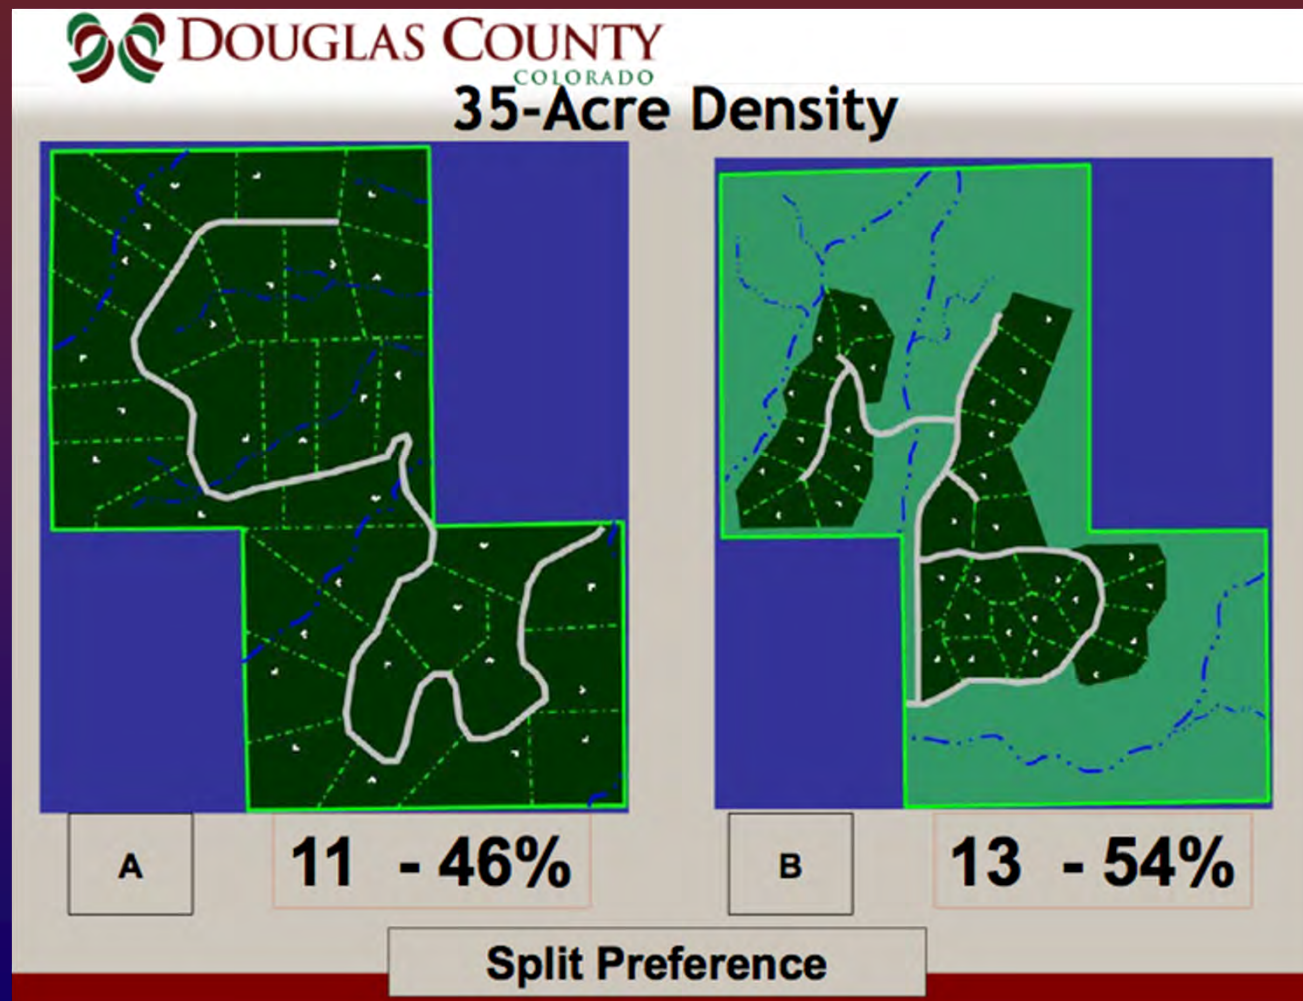 DOUGLAS COUNTY
COLORADO
35-Acre Density
A
11 - 46%
B
13 - 54%
Split Preference